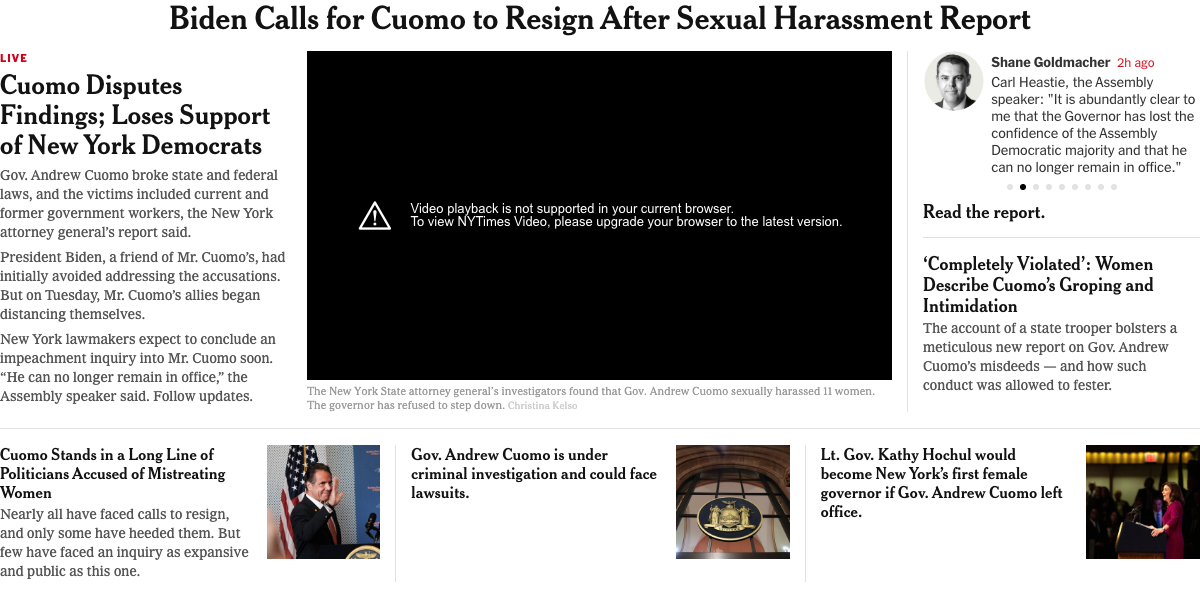 Biden Calls for Cuomo to Resign After Sexual Harassment Report
LIVE
Cuomo Disputes
Findings; Loses Support
of New York Democrats
Gov. Andrew Cuomo broke state and federal
laws, and the victims included current and
former government workers, the New York
attorney general’s report said.
President Biden, a friend of Mr. Cuomo’s, had
initially avoided addressing the accusations.
But on Tuesday, Mr. Cuomo’s allies began
distancing themselves.
New York lawmakers expect to conclude an
impeachment inquiry into Mr. Cuomo soon.
“He can no longer remain in office,” the
Assembly speaker said. Follow updates.
Video playback is not supported in your current browser.
To view NYTimes Video, please upgrade your browser to the latest version.
The New York State attorney general’s investigators found that Gov. Andrew Cuomo sexually harassed 11 women.
The governor has refused to step down. Christina Kelso
Shane Goldmacher 2h ago
Carl Heastie, the Assembly
speaker: "It is abundantly clear to
me that the Governor has lost the
confidence of the Assembly
Democratic majority and that he
can no longer remain in office."
Read the report.
‘Completely Violated’: Women
Describe Cuomo’s Groping and
Intimidation
The account of a state trooper bolsters a
meticulous new report on Gov. Andrew
Cuomo’s misdeeds — and how such
conduct was allowed to fester.
Cuomo Stands in a Long Line of
Politicians Accused of Mistreating
Women
Nearly all have faced calls to resign,
and only some have heeded them. But
few have faced an inquiry as expansive
and public as this one.
Gov. Andrew Cuomo is under
criminal investigation and could face
lawsuits.
Lt. Gov. Kathy Hochul would
become New York’s first female
governor if Gov. Andrew Cuomo left
office.